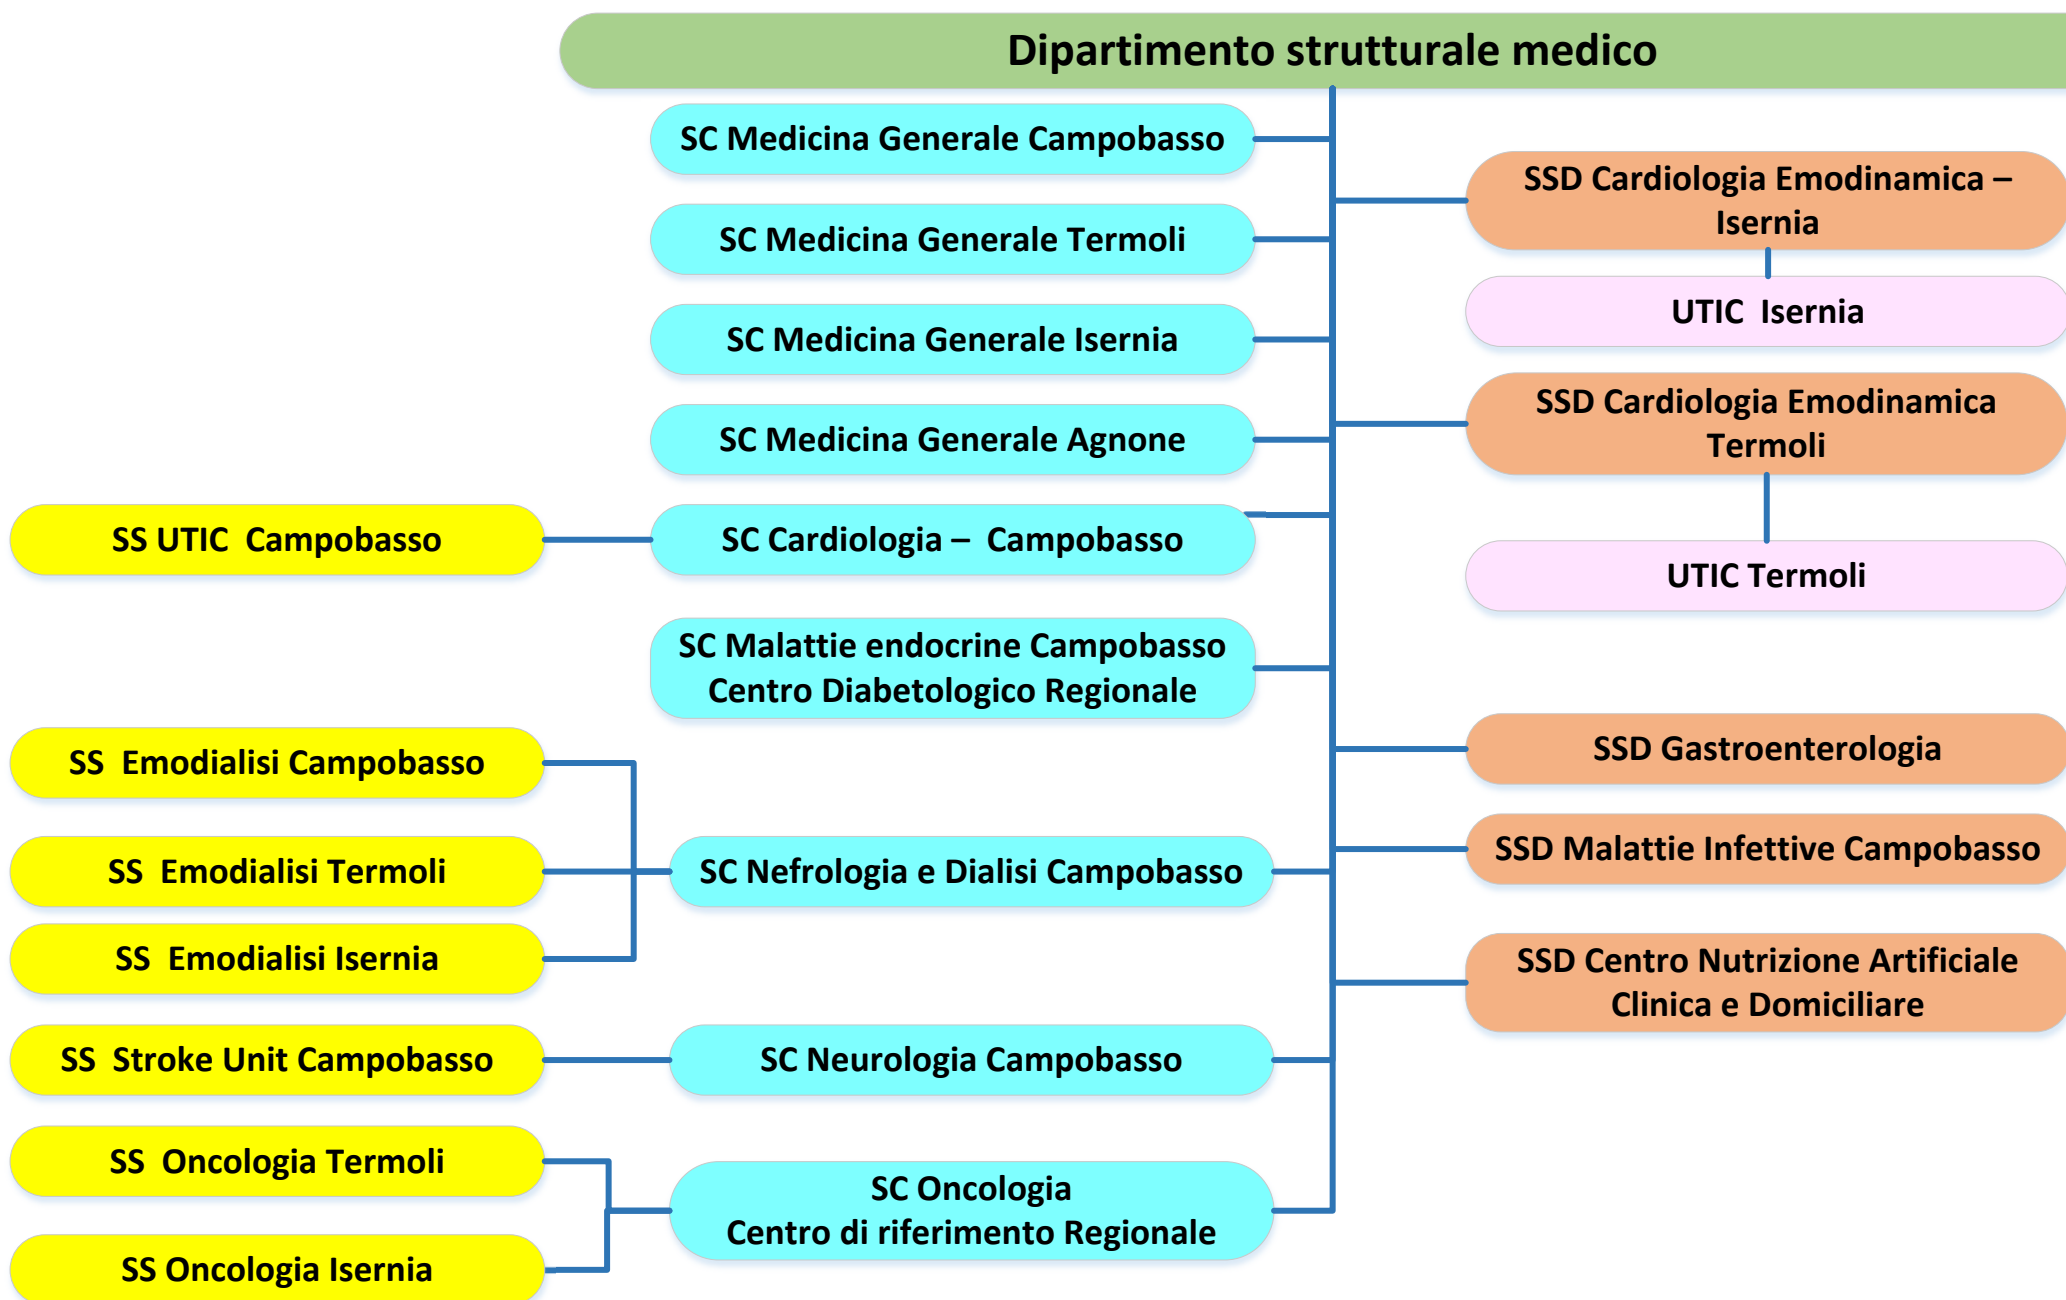 Dipartimento strutturale medico
SC Medicina Generale Campobasso
SC Medicina Generale Termoli
SC Medicina Generale Isernia
SC Medicina Generale Agnone
SS UTIC Campobasso
SC Cardiologia – Campobasso
SC Malattie endocrine Campobasso
Centro Diabetologico Regionale
SS Emodialisi Campobasso
SS Emodialisi Termoli
SS Emodialisi Isernia
SC Nefrologia e Dialisi Campobasso
SS Stroke Unit Campobasso
SC Neurologia Campobasso
SS Oncologia Termoli
SS Oncologia Isernia
SC Oncologia
Centro di riferimento Regionale
SSD Cardiologia Emodinamica –
Isernia
UTIC Isernia
SSD Cardiologia Emodinamica
Termoli
UTIC Termoli
SSD Gastroenterologia
SSD Malattie Infettive Campobasso
SSD Centro Nutrizione Artificiale
Clinica e Domiciliare